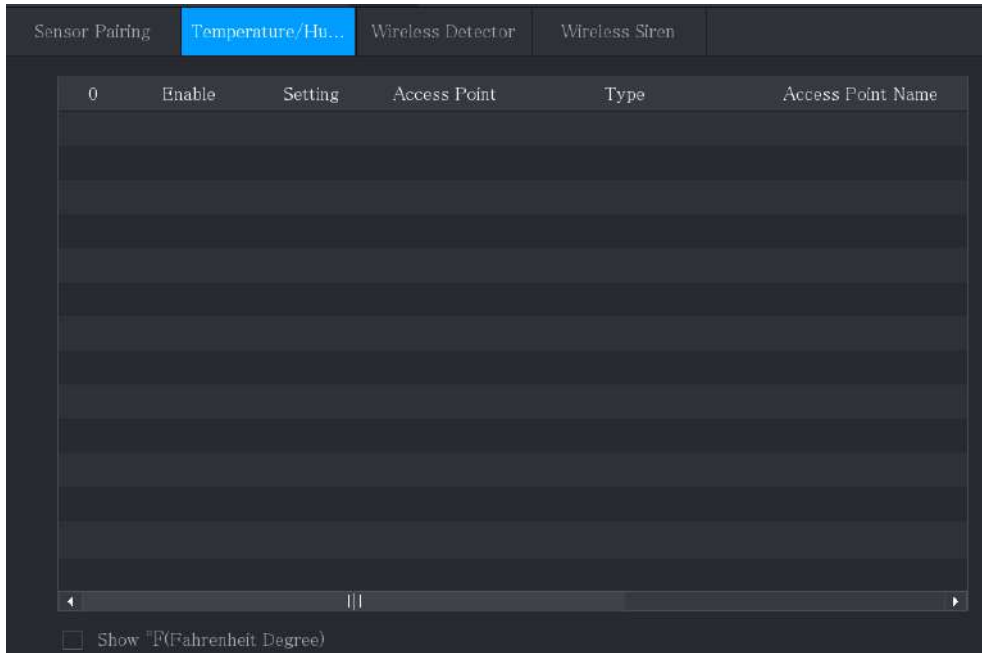 Sensor Pairing Temperature/Hu... Wireless Detector Wireless Siren
0 Enable Setting Access Point Type Access Point Name
Show °F(Fahrenheit Degree)